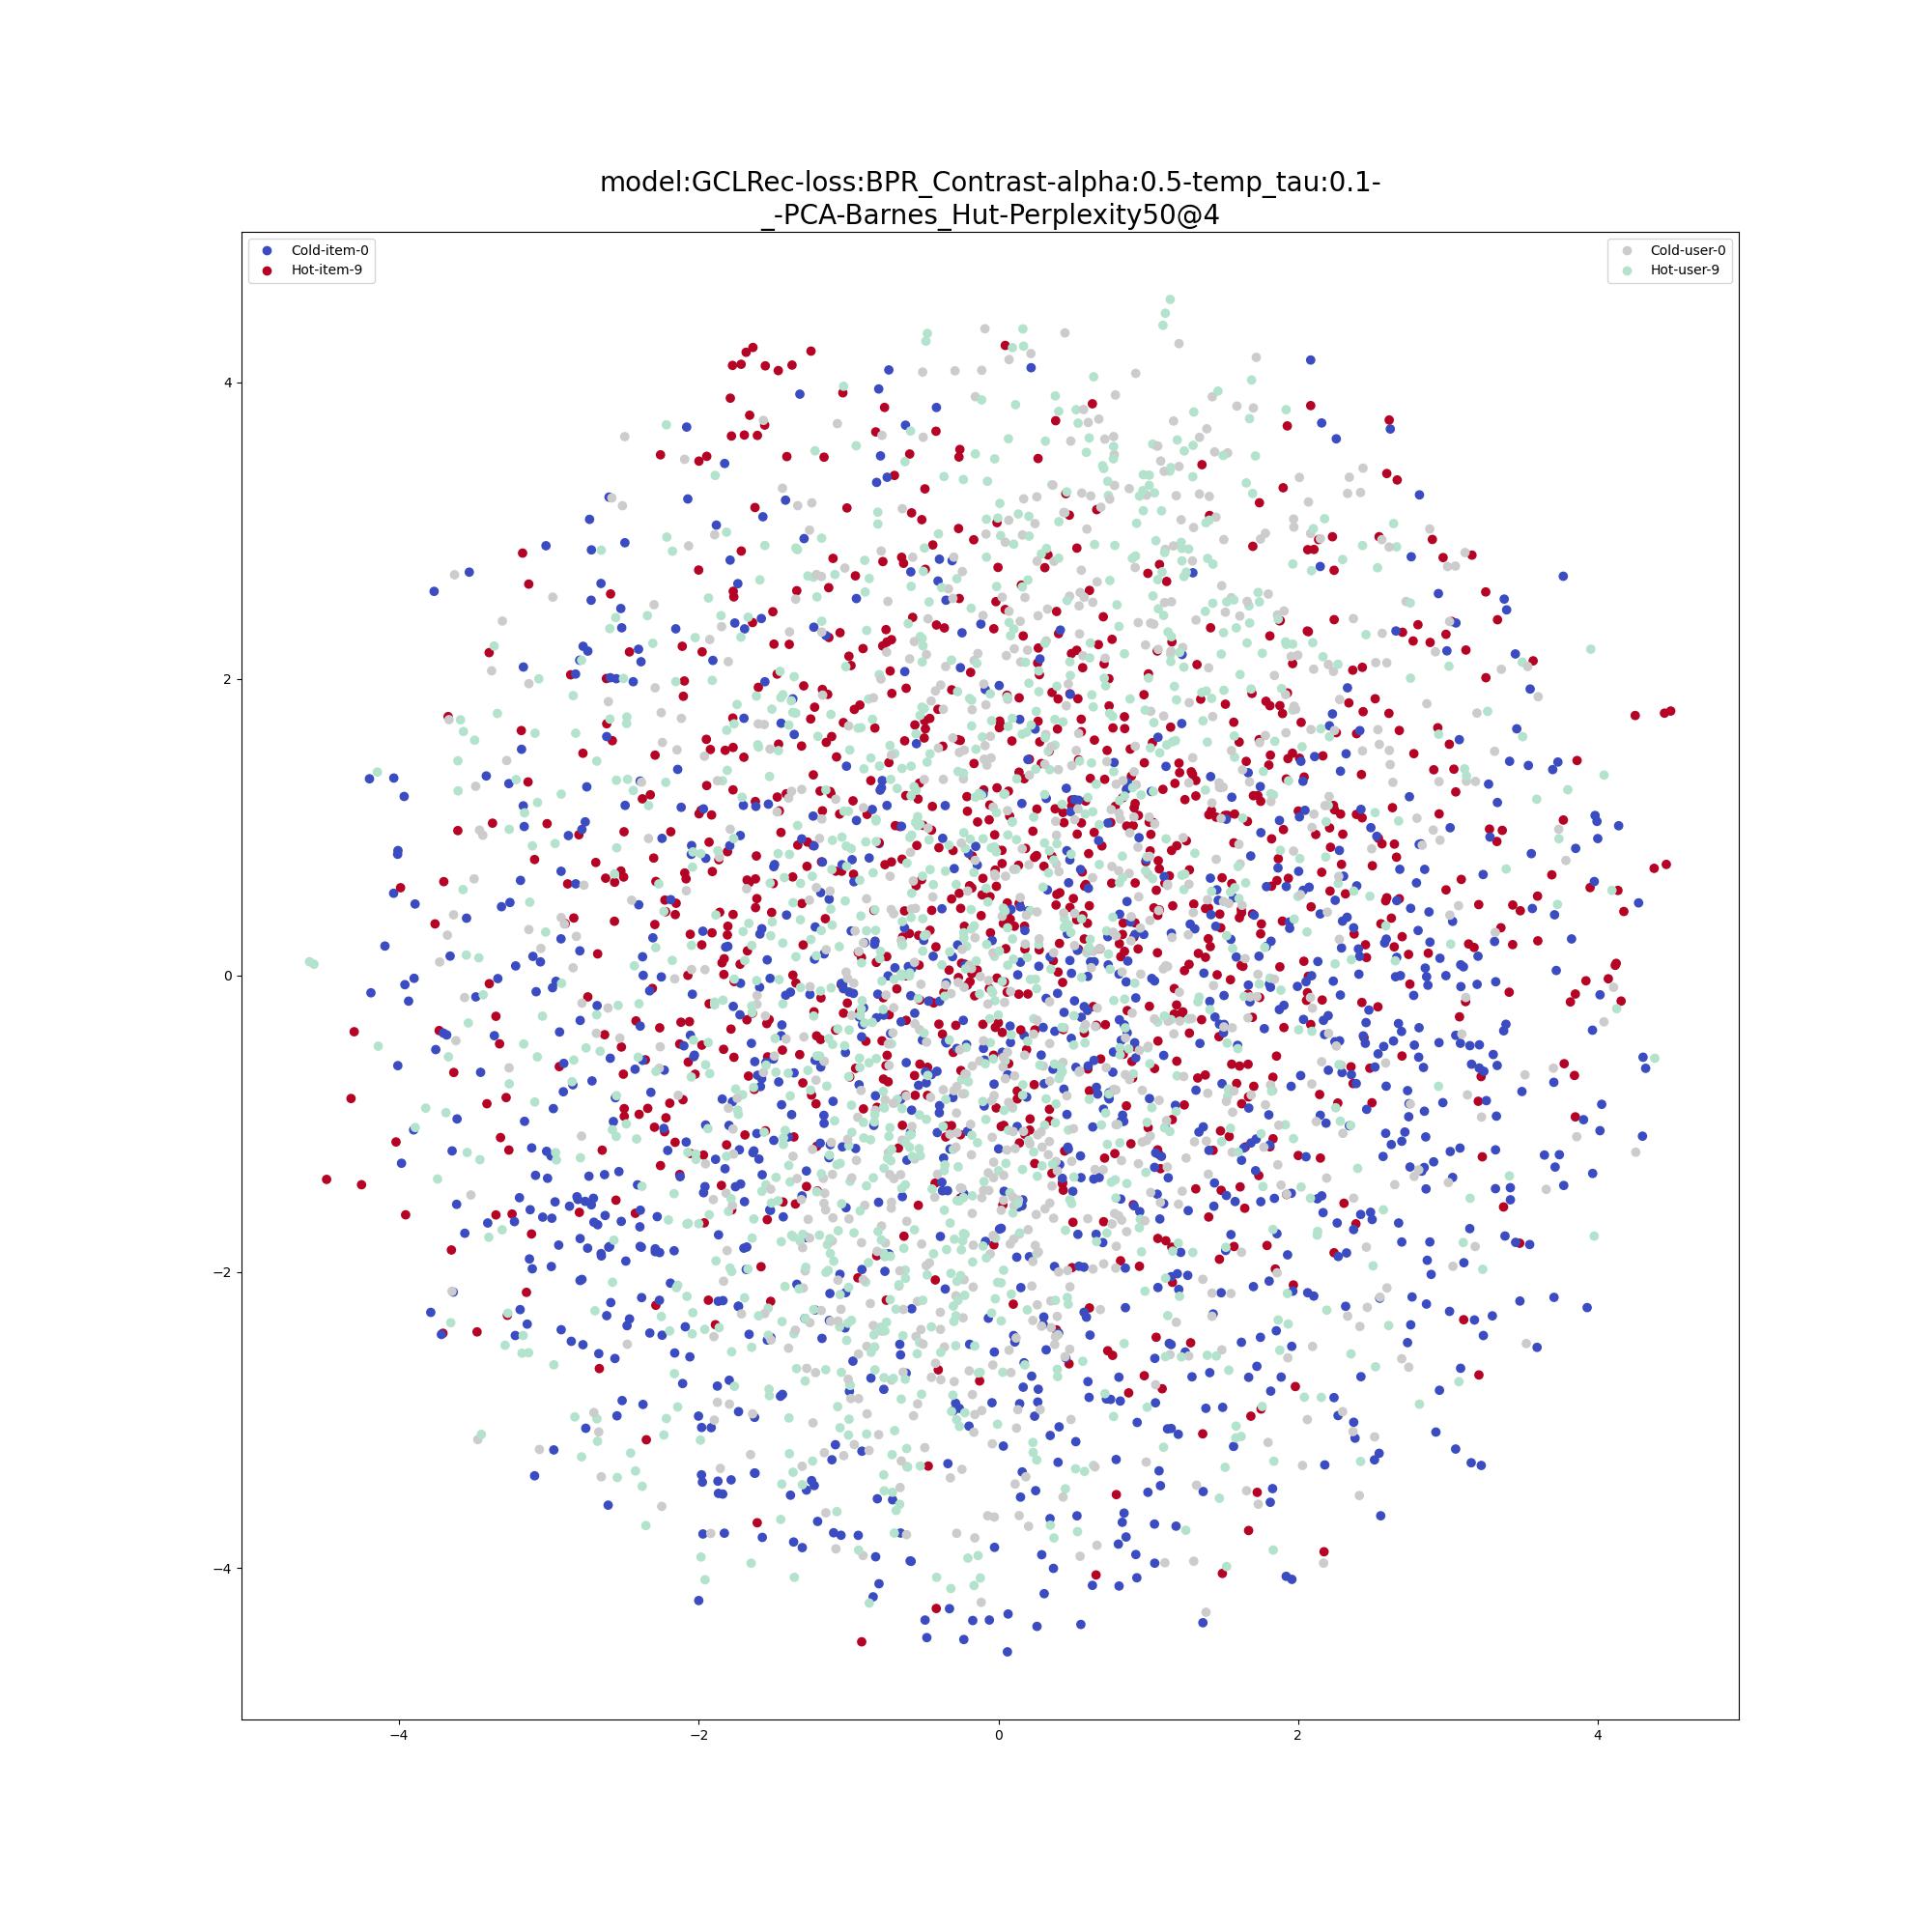 model:GCLRec-loss:BPR_Contrast-alpha:0.5-temp_tau:0.1-
_-PCA-Barnes_Hut-Perplexity50@4
Cold-item-0
Hot-item-9
Cold-user-0
Hot-user-9
4
2
0
−2
−4
−4
−2
0
2
4